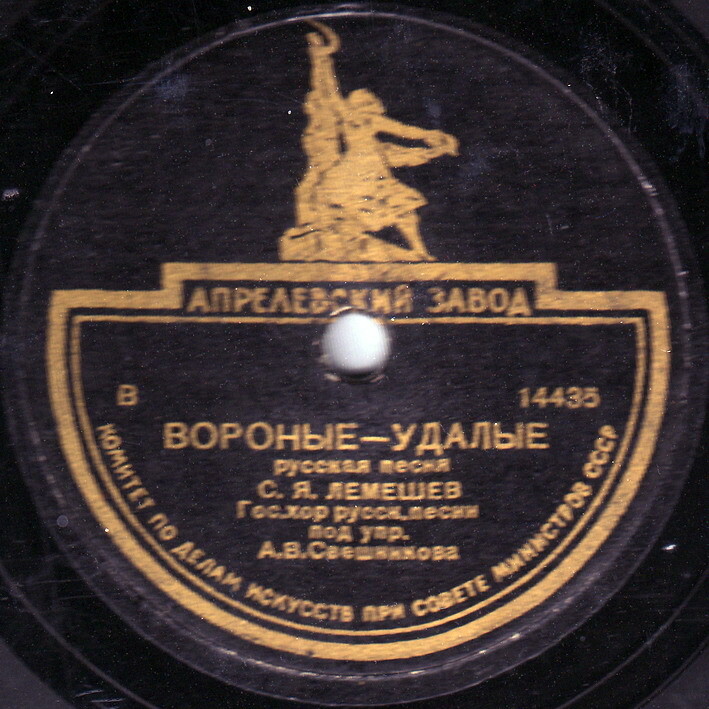 АПРЕЛЕВСКИЙ ЗАВОД
В 14435
ВОРОНЫЕ—УДАЛЫЕ
русская песня
С. Я. ЛЕМЕШЕВ
Гос.хор русск.песни
под упр.
А.В.Свешникова
КОМИТЕТ ПО ДЕЛАМ ИСКУССТВ ПРИ СОВЕТЕ МИНИСТРОВ СССР